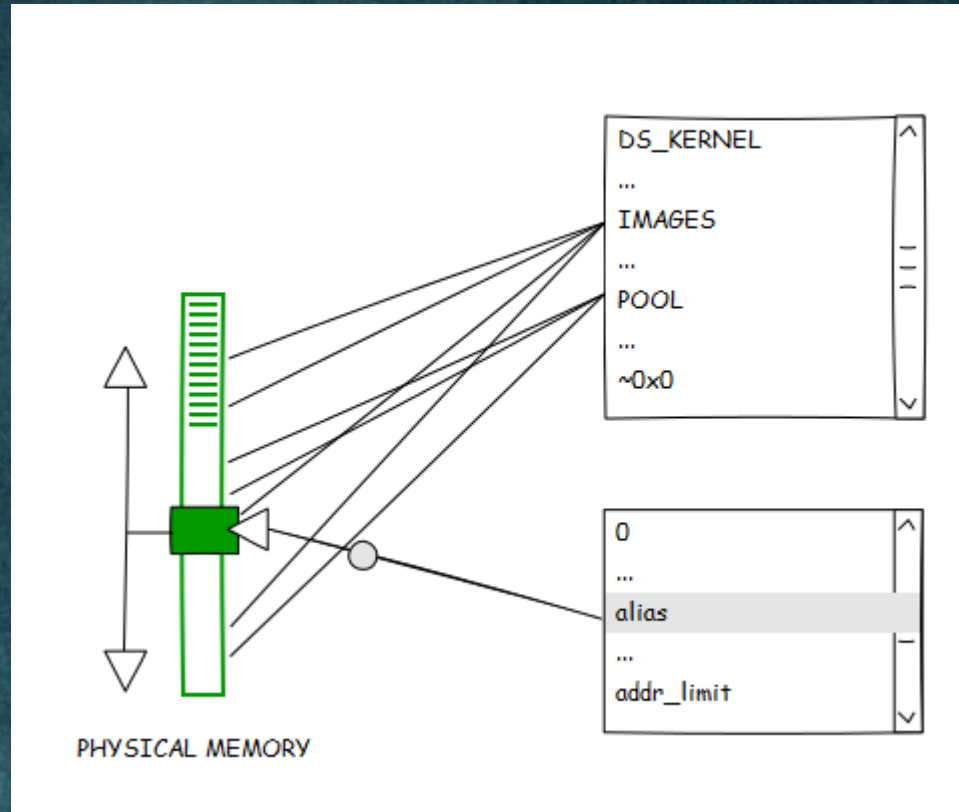 DS_KERNEL
...
IMAGES
...
POOL
...
~0x0
0
...
alias
...
addr_limit
PHYSICAL MEMORY